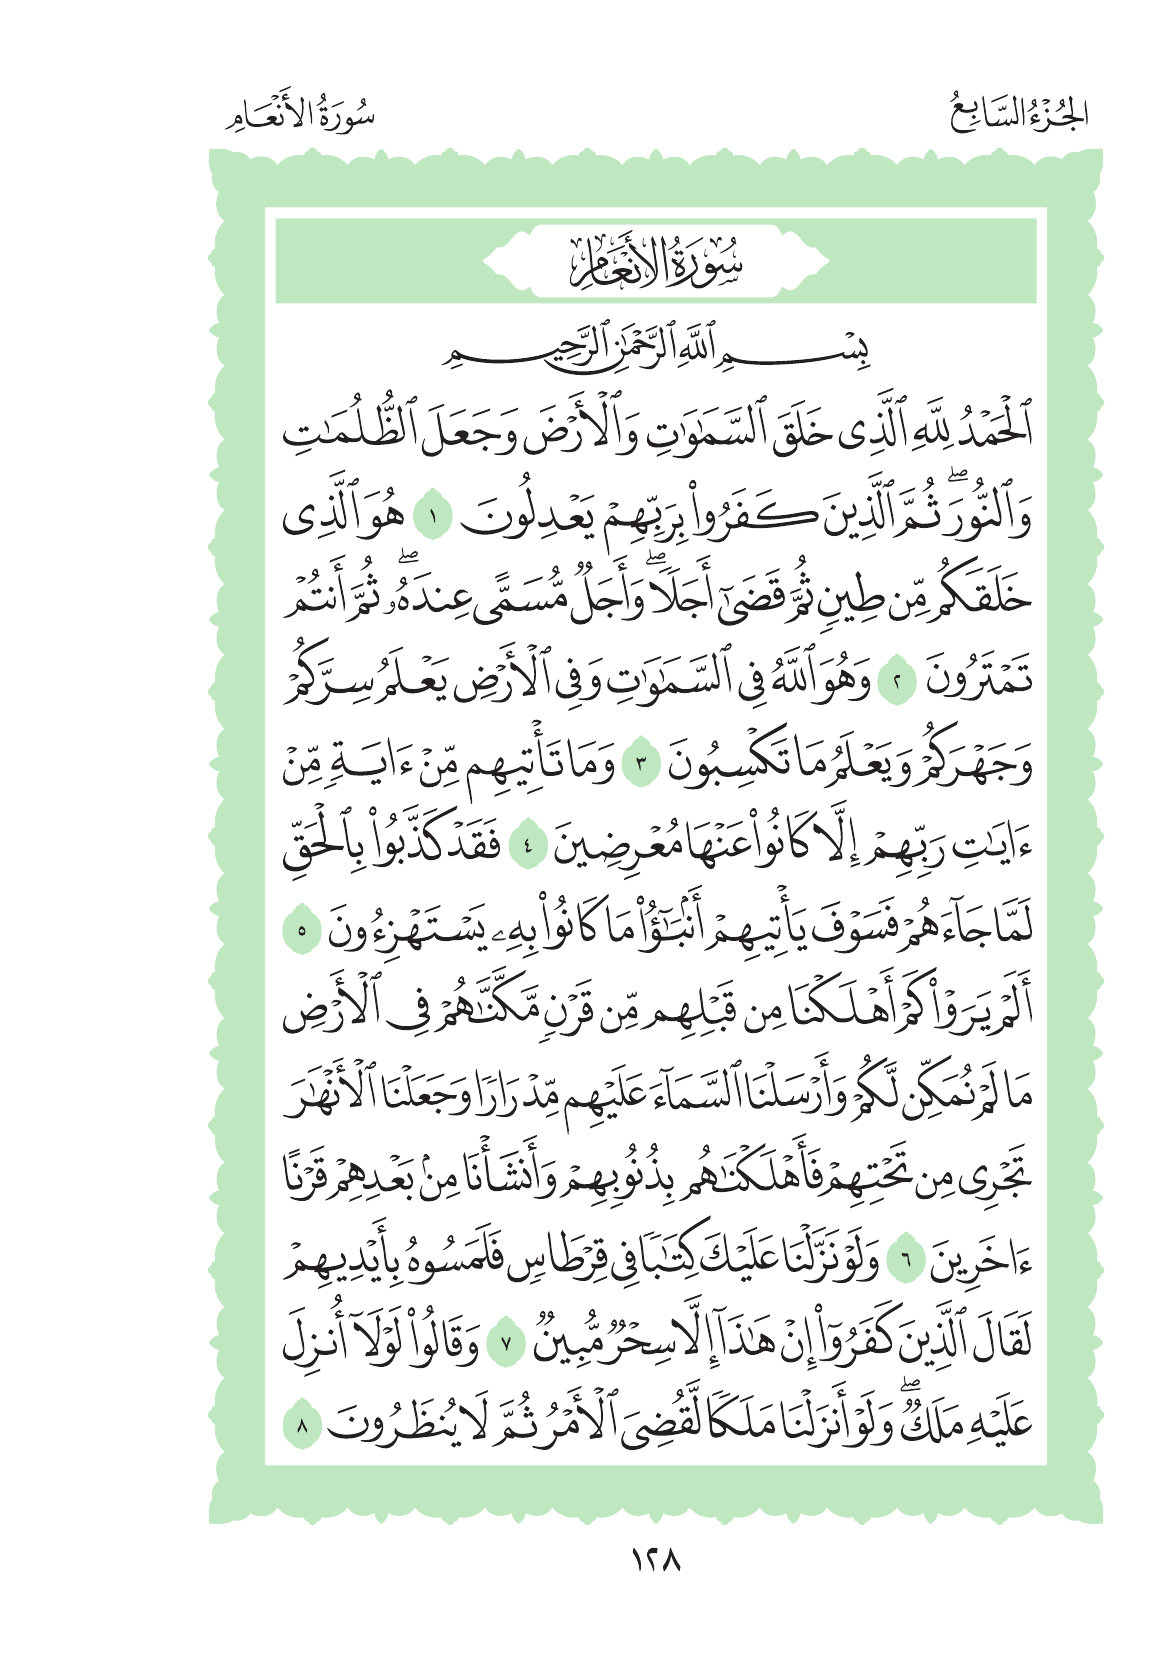 الجُزْءُ السَّابِعُ
سُورَةُ الأَنْعَامِ
سُورَةُ الأَنْعَامِ
بِسْمِ ٱللَّهِ ٱلرَّحْمَٰنِ ٱلرَّحِيمِ
ٱلْحَمْدُ لِلَّهِ ٱلَّذِى خَلَقَ ٱلسَّمَٰوَٰتِ وَٱلْأَرْضَ وَجَعَلَ ٱلظُّلُمَٰتِ
وَٱلنُّورَۖ ثُمَّ ٱلَّذِينَ كَفَرُوا۟ بِرَبِّهِمْ يَعْدِلُونَ ١ هُوَ ٱلَّذِى
خَلَقَكُم مِّن طِينٍ ثُمَّ قَضَىٰٓ أَجَلًاۖ وَأَجَلٌ مُّسَمًّى عِندَهُۥۖ ثُمَّ أَنتُمْ
تَمْتَرُونَ ٢ وَهُوَ ٱللَّهُ فِى ٱلسَّمَٰوَٰتِ وَفِى ٱلْأَرْضِ يَعْلَمُ سِرَّكُمْ
وَجَهْرَكُمْ وَيَعْلَمُ مَا تَكْسِبُونَ ٣ وَمَا تَأْتِيهِم مِّنْ ءَايَةٍ مِّنْ
ءَايَٰتِ رَبِّهِمْ إِلَّا كَانُوا۟ عَنْهَا مُعْرِضِينَ ٤ فَقَدْ كَذَّبُوا۟ بِٱلْحَقِّ
لَمَّا جَآءَهُمْ فَسَوْفَ يَأْتِيهِمْ أَنۢبَٰٓؤُا۟ مَا كَانُوا۟ بِهِۦ يَسْتَهْزِءُونَ ٥
أَلَمْ يَرَوْا۟ كَمْ أَهْلَكْنَا مِن قَبْلِهِم مِّن قَرْنٍ مَّكَّنَّٰهُمْ فِى ٱلْأَرْضِ
مَا لَمْ نُمَكِّن لَّكُمْ وَأَرْسَلْنَا ٱلسَّمَآءَ عَلَيْهِم مِّدْرَارًا وَجَعَلْنَا ٱلْأَنْهَٰرَ
تَجْرِى مِن تَحْتِهِمْ فَأَهْلَكْنَٰهُم بِذُنُوبِهِمْ وَأَنشَأْنَا مِنۢ بَعْدِهِمْ قَرْنًا
ءَاخَرِينَ ٦ وَلَوْ نَزَّلْنَا عَلَيْكَ كِتَٰبًا فِى قِرْطَاسٍ فَلَمَسُوهُ بِأَيْدِيهِمْ
لَقَالَ ٱلَّذِينَ كَفَرُوٓا۟ إِنْ هَٰذَآ إِلَّا سِحْرٌ مُّبِينٌ ٧ وَقَالُوا۟ لَوْلَآ أُنزِلَ
عَلَيْهِ مَلَكٌۖ وَلَوْ أَنزَلْنَا مَلَكًا لَّقُضِىَ ٱلْأَمْرُ ثُمَّ لَا يُنظَرُونَ ٨
١٢٨